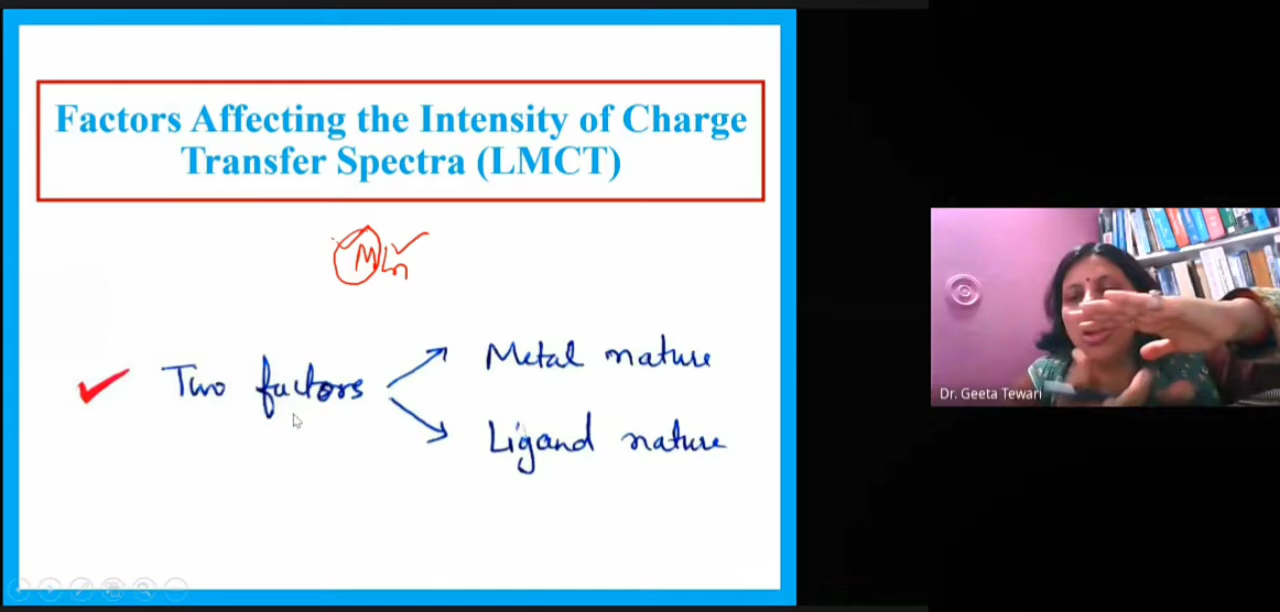 Factors Affecting the Intensity of Charge
Transfer Spectra (LMCT)
MLn
Two factors
Metal nature
Ligand nature
Dr. Geeta Tewari